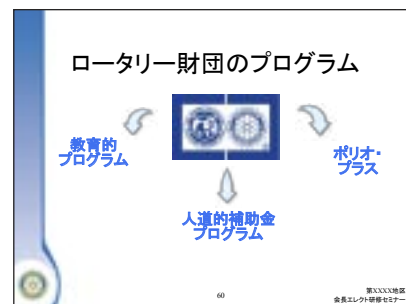 ロータリー財団のプログラム
教育的
プログラム
ポリオ・
プラス
人道的補助金
プログラム
60
第XXXX地区
会長エレクト研修セミナー